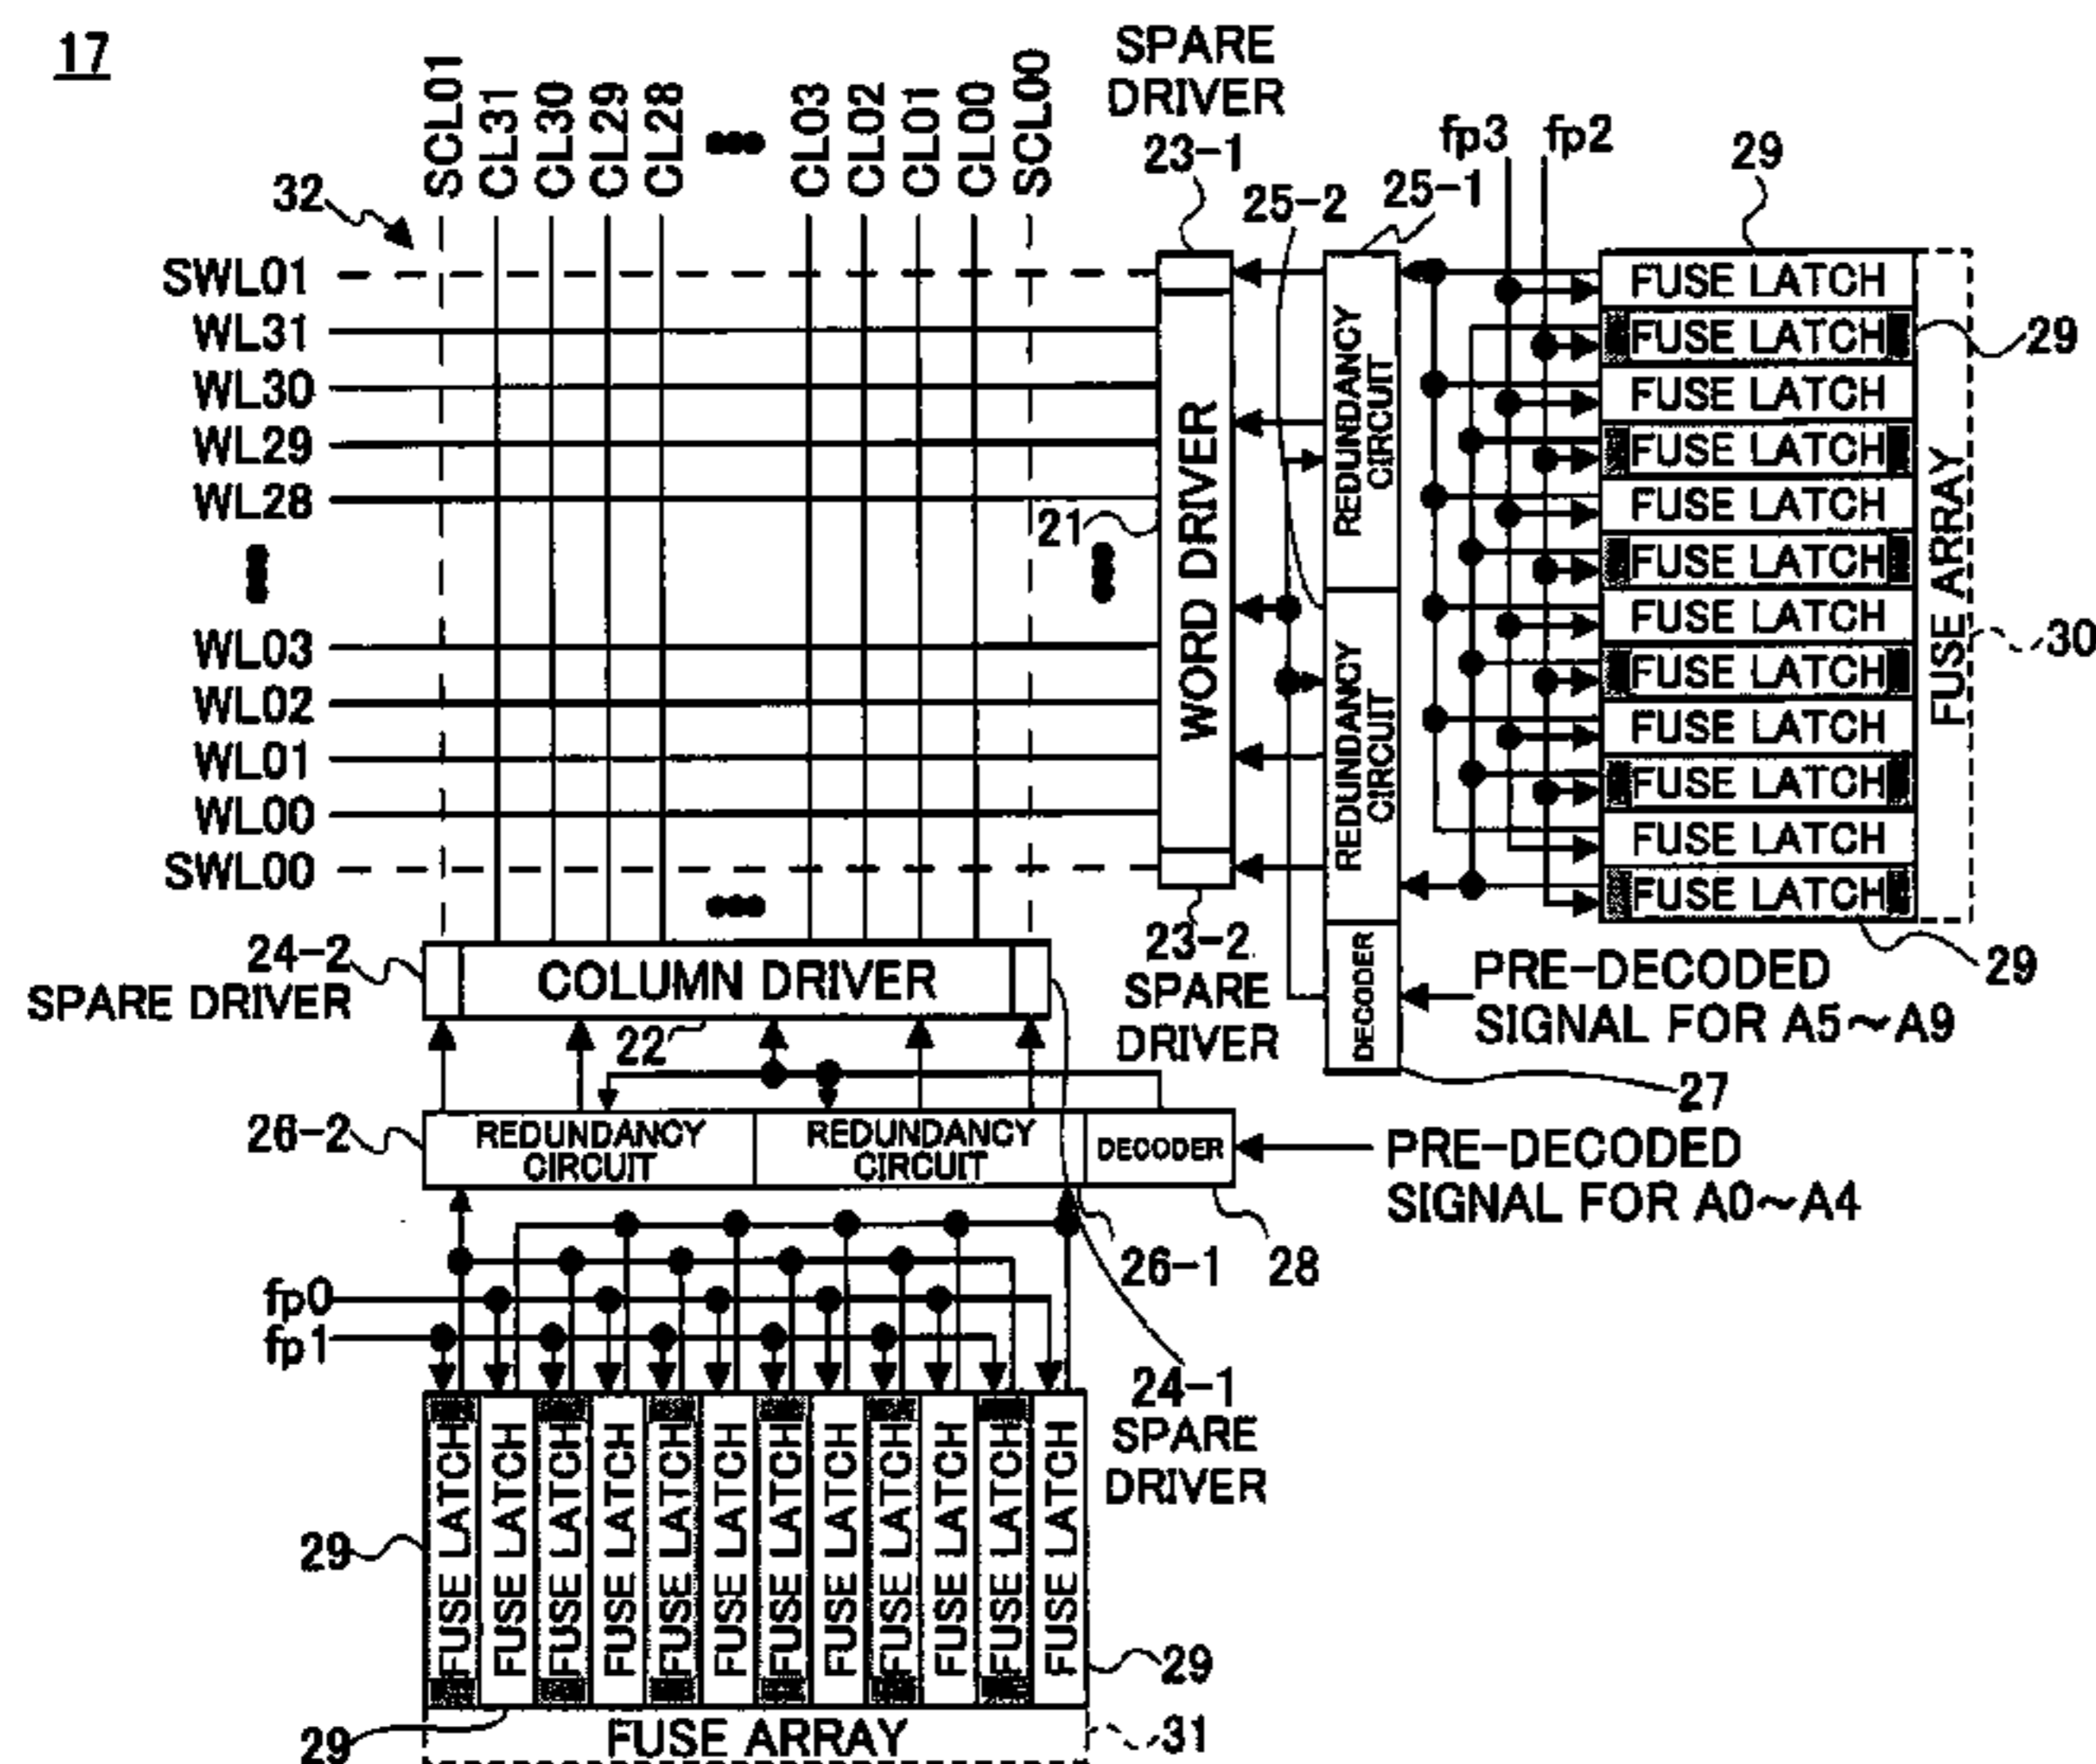 17
SCL01
CL31
CL30
CL29
CL28
CL03
CL02
CL01
CL00
SCL00
SPARE
DRIVER
23-1
25-2
25-1
fp3
fp2
29
32
SWL01
WL31
WL30
WL29
WL28
WL03
WL02
WL01
WL00
SWL00
21
WORD DRIVER
REDUNDANCY
CIRCUIT
REDUNDANCY
CIRCUIT
DECODER
FUSE LATCH
FUSE LATCH
FUSE LATCH
FUSE LATCH
FUSE LATCH
FUSE LATCH
FUSE LATCH
FUSE LATCH
FUSE LATCH
FUSE LATCH
FUSE LATCH
FUSE LATCH
29
FUSE ARRAY
30
29
24-2
SPARE DRIVER
COLUMN DRIVER
22
23-2
SPARE
DRIVER
PRE-DECODED
SIGNAL FOR A5~A9
27
26-2
REDUNDANCY
CIRCUIT
REDUNDANCY
CIRCUIT
DECODER
PRE-DECODED
SIGNAL FOR A0~A4
26-1
28
fp0
fp1
24-1
SPARE
DRIVER
FUSE LATCH
FUSE LATCH
FUSE LATCH
FUSE LATCH
FUSE LATCH
FUSE LATCH
FUSE LATCH
FUSE LATCH
FUSE LATCH
FUSE LATCH
FUSE LATCH
FUSE LATCH
29
29
29
FUSE ARRAY
31